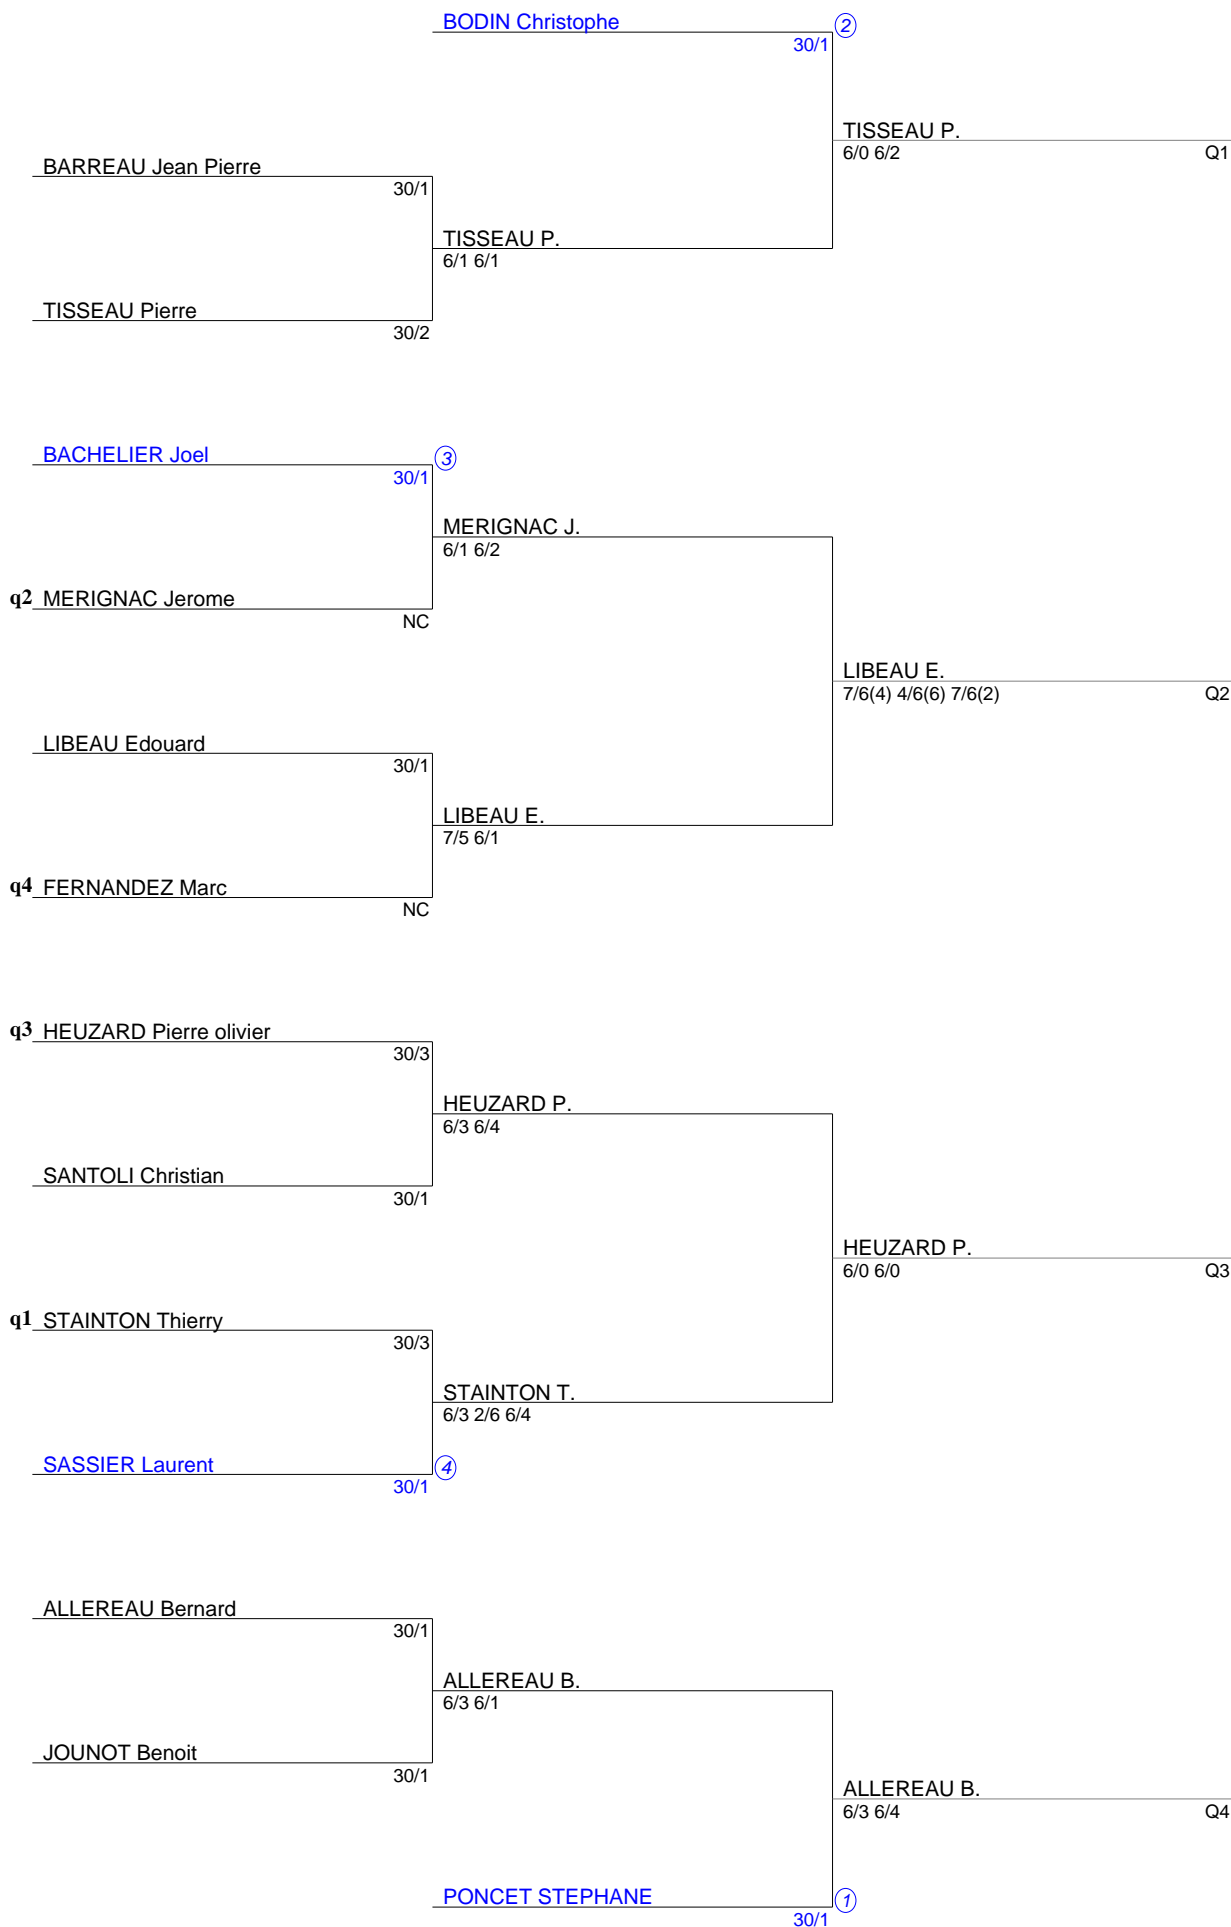 BODIN Christophe
2
30/1
TISSEAU P.
6/0 6/2
Q1
BARREAU Jean Pierre
30/1
TISSEAU P.
6/1 6/1
TISSEAU Pierre
30/2
BACHELIER Joel
3
30/1
MERIGNAC J.
6/1 6/2
q2 MERIGNAC Jerome
NC
LIBEAU E.
7/6(4) 4/6(6) 7/6(2)
Q2
LIBEAU Edouard
30/1
LIBEAU E.
7/5 6/1
q4 FERNANDEZ Marc
NC
q3 HEUZARD Pierre olivier
30/3
HEUZARD P.
6/3 6/4
SANTOLI Christian
30/1
HEUZARD P.
6/0 6/0
Q3
q1 STAINTON Thierry
30/3
STAINTON T.
6/3 2/6 6/4
SASSIER Laurent
4
30/1
ALLEREAU Bernard
30/1
ALLEREAU B.
6/3 6/1
JOUNOT Benoit
30/1
ALLEREAU B.
6/3 6/4
Q4
PONCET STEPHANE
1
30/1